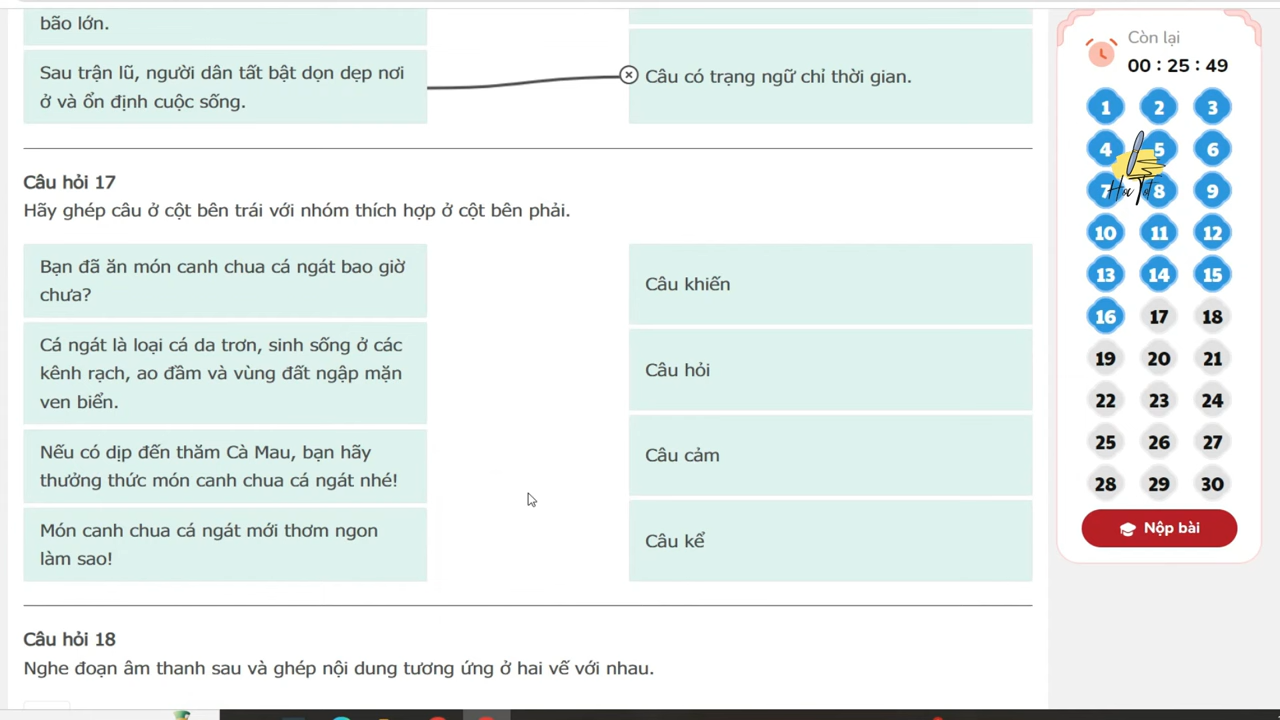 bão lớn.
Sau trận lũ, người dân tất bật dọn dẹp nơi
ở và ổn định cuộc sống.
Câu có trạng ngữ chỉ thời gian.
Câu hỏi 17
Hãy ghép câu ở cột bên trái với nhóm thích hợp ở cột bên phải.
Bạn đã ăn món canh chua cá ngát bao giờ
chưa?
Cá ngát là loại cá da trơn, sinh sống ở các
kênh rạch, ao đầm và vùng đất ngập mặn
ven biển.
Nếu có dịp đến thăm Cà Mau, bạn hãy
thưởng thức món canh chua cá ngát nhé!
Món canh chua cá ngát mới thơm ngon
làm sao!
Câu khiến
Câu hỏi
Câu cảm
Câu kể
Câu hỏi 18
Nghe đoạn âm thanh sau và ghép nội dung tương ứng ở hai vế với nhau.
Còn lại
00 : 25 : 49
1 2 3
4 5 6
7 8 9
Học Tốt
10 11 12
13 14 15
16 17 18
19 20 21
22 23 24
25 26 27
28 29 30
Nộp bài